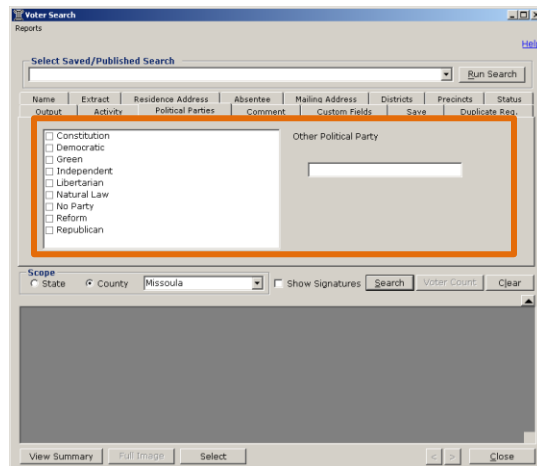 Voter Search
Reports
Help
Select Saved/Published Search
Run Search
Name Extract Residence Address Absentee Mailing Address Districts Precincts Status
Output Activity Political Parties Comment Custom Fields Save Duplicate Reg.
Constitution
Democratic
Green
Independent
Libertarian
Natural Law
No Party
Reform
Republican
Other Political Party
Scope
State County Missoula Show Signatures Search Voter Count Clear
View Summary Full Image Select < > Close